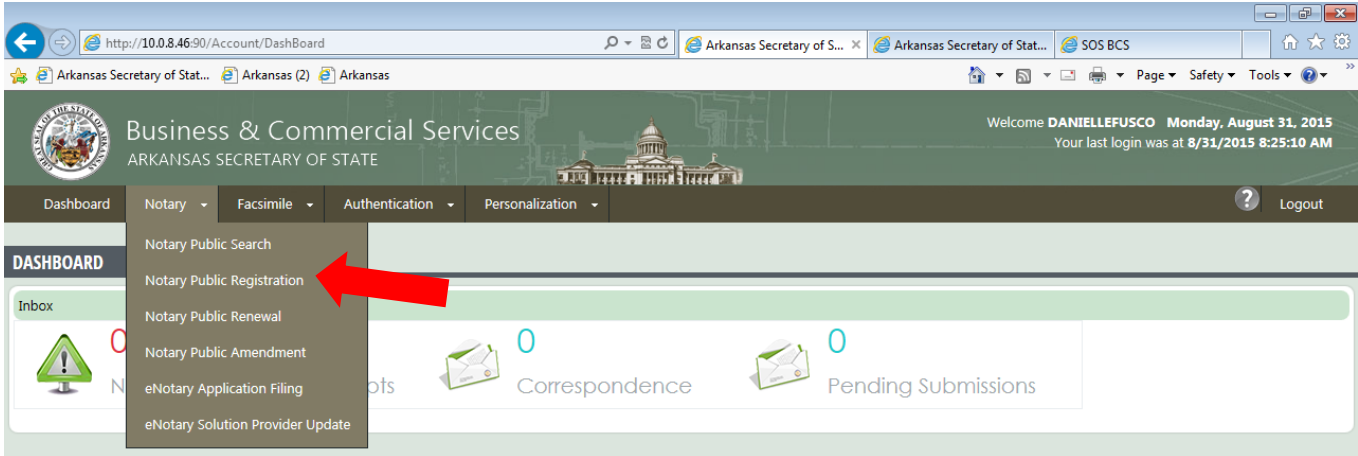 http://10.0.8.46:90/Account/DashBoard
Arkansas Secretary of S...
Arkansas Secretary of Stat...
SOS BCS
Arkansas Secretary of Stat...
Arkansas (2)
Arkansas
Page
Safety
Tools
Business & Commercial Services
ARKANSAS SECRETARY OF STATE
Welcome DANIELLEFUSCO Monday, August 31, 2015
Your last login was at 8/31/2015 8:25:10 AM
Dashboard
Notary
Facsimile
Authentication
Personalization
Logout
Notary Public Search
Notary Public Registration
Notary Public Renewal
Notary Public Amendment
eNotary Application Filing
eNotary Solution Provider Update
DASHBOARD
Inbox
0
0
Correspondence
0
Pending Submissions